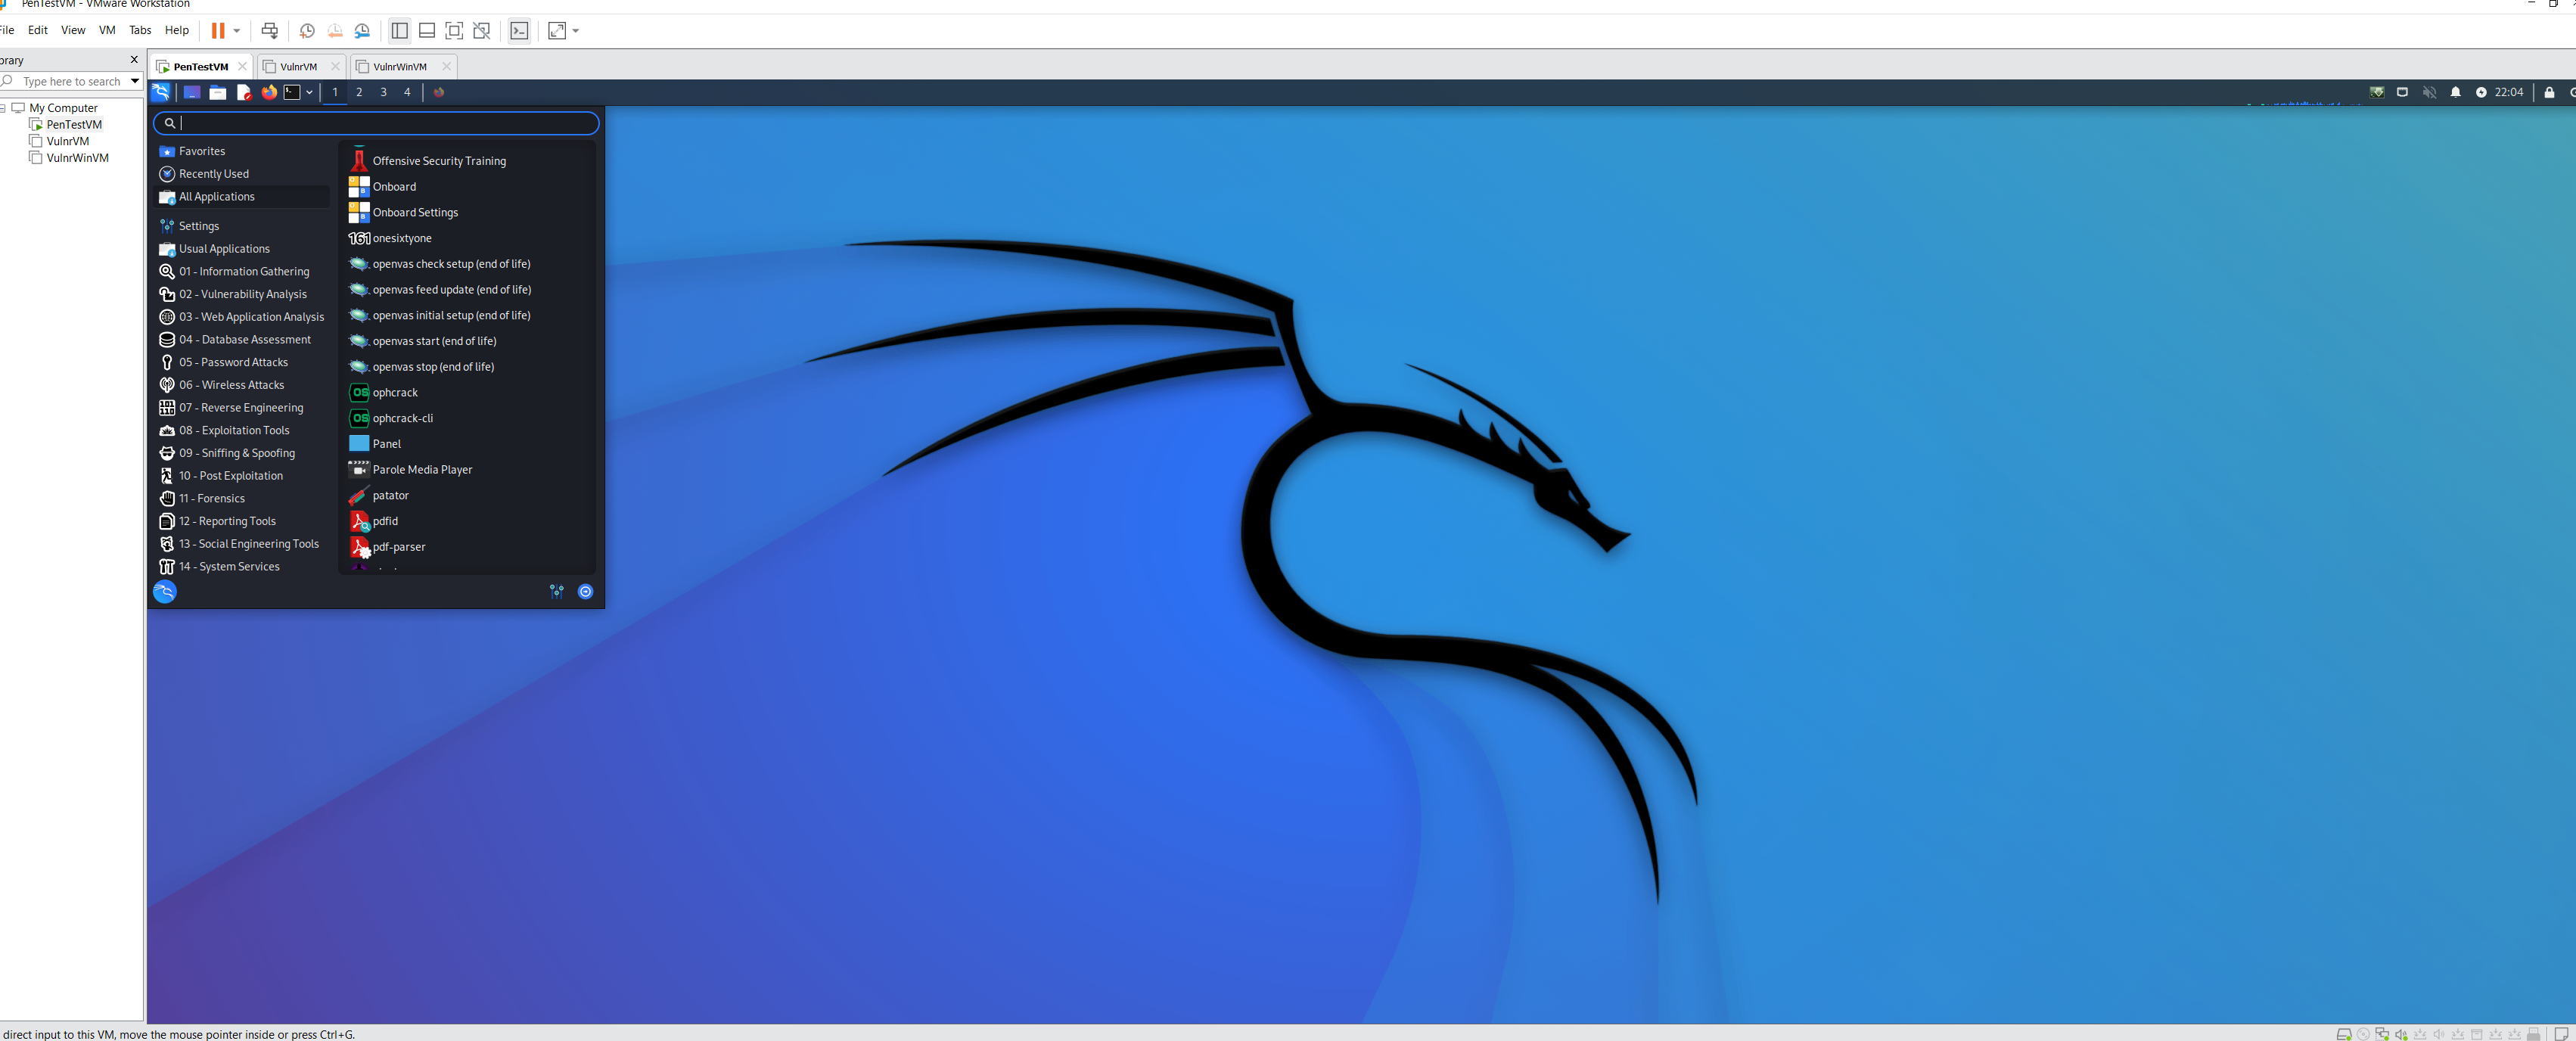 PenTestVM - VMware Workstation
File Edit View VM Tabs Help
brary
Type here to search
PenTestVM VulnrVM VulnrWinVM
My Computer
PenTestVM
VulnrVM
VulnrWinVM
1 2 3 4 22:04
Favorites
Recently Used
All Applications
Settings
Usual Applications
01 - Information Gathering
02 - Vulnerability Analysis
03 - Web Application Analysis
04 - Database Assessment
05 - Password Attacks
06 - Wireless Attacks
07 - Reverse Engineering
08 - Exploitation Tools
09 - Sniffing & Spoofing
10 - Post Exploitation
11 - Forensics
12 - Reporting Tools
13 - Social Engineering Tools
14 - System Services
Offensive Security Training
Onboard
Onboard Settings
161 onesixtyone
openvas check setup (end of life)
openvas feed update (end of life)
openvas initial setup (end of life)
openvas start (end of life)
openvas stop (end of life)
OS ophcrack
OS ophcrack-cli
Panel
Parole Media Player
patator
pdfid
pdf-parser
direct input to this VM, move the mouse pointer inside or press Ctrl+G.